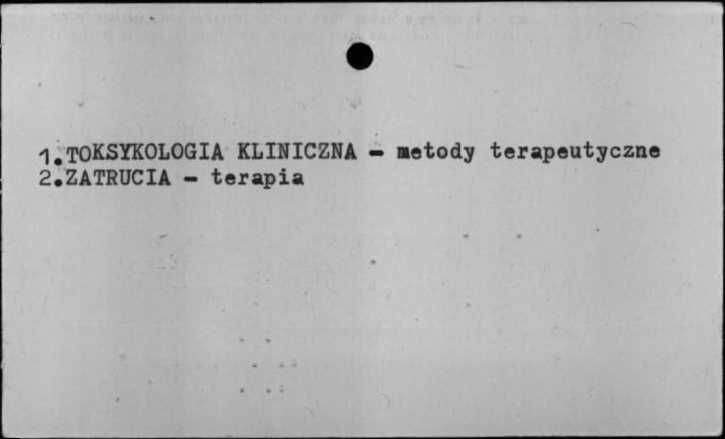 1.TOKSYKOLOGIA KLINICZNA - metody terapeutyczne
2.ZATRUCIA - terapia